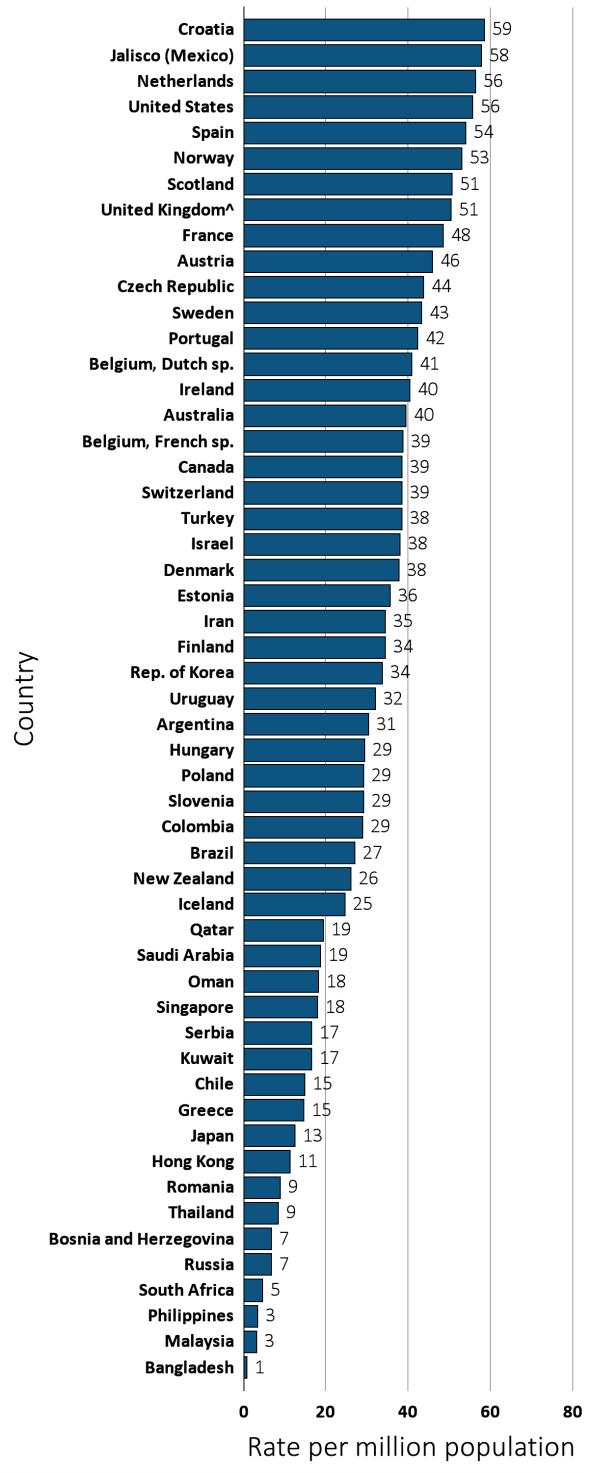 Croatia 59
Jalisco (Mexico) 58
Netherlands 56
United States 56
Spain 54
Norway 53
Scotland 51
United Kingdom^ 51
France 48
Austria 46
Czech Republic 44
Sweden 43
Portugal 42
Belgium, Dutch sp. 41
Ireland 40
Australia 40
Belgium, French sp. 39
Canada 39
Switzerland 39
Turkey 38
Israel 38
Denmark 38
Estonia 36
Iran 35
Finland 34
Rep. of Korea 34
Uruguay 32
Argentina 31
Hungary 29
Poland 29
Slovenia 29
Colombia 29
Brazil 27
New Zealand 26
Iceland 25
Qatar 19
Saudi Arabia 19
Oman 18
Singapore 18
Serbia 17
Kuwait 17
Chile 15
Greece 15
Japan 13
Hong Kong 11
Romania 9
Thailand 9
Bosnia and Herzegovina 7
Russia 7
South Africa 5
Philippines 3
Malaysia 3
Bangladesh 1
Country
0 20 40 60 80
Rate per million population